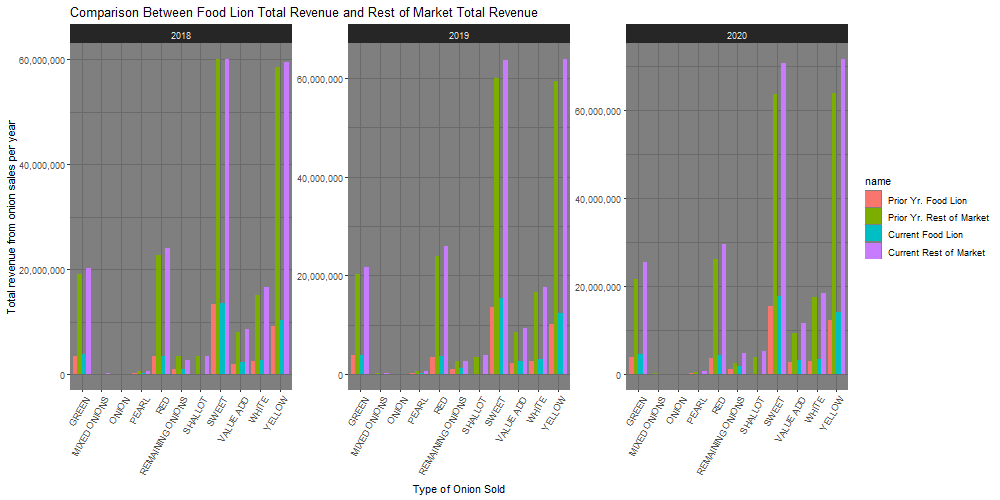 Comparison Between Food Lion Total Revenue and Rest of Market Total Revenue
2018
2019
2020
Total revenue from onion sales per year
60,000,000
40,000,000
20,000,000
0
60,000,000
40,000,000
20,000,000
0
60,000,000
40,000,000
20,000,000
0
GREEN
MIXED ONIONS
ONION
PEARL
RED
REMAINING ONIONS
SHALLOT
SWEET
VALUE ADD
WHITE
YELLOW
GREEN
MIXED ONIONS
ONION
PEARL
RED
REMAINING ONIONS
SHALLOT
SWEET
VALUE ADD
WHITE
YELLOW
GREEN
MIXED ONIONS
ONION
PEARL
RED
REMAINING ONIONS
SHALLOT
SWEET
VALUE ADD
WHITE
YELLOW
Type of Onion Sold
name
Prior Yr. Food Lion
Prior Yr. Rest of Market
Current Food Lion
Current Rest of Market